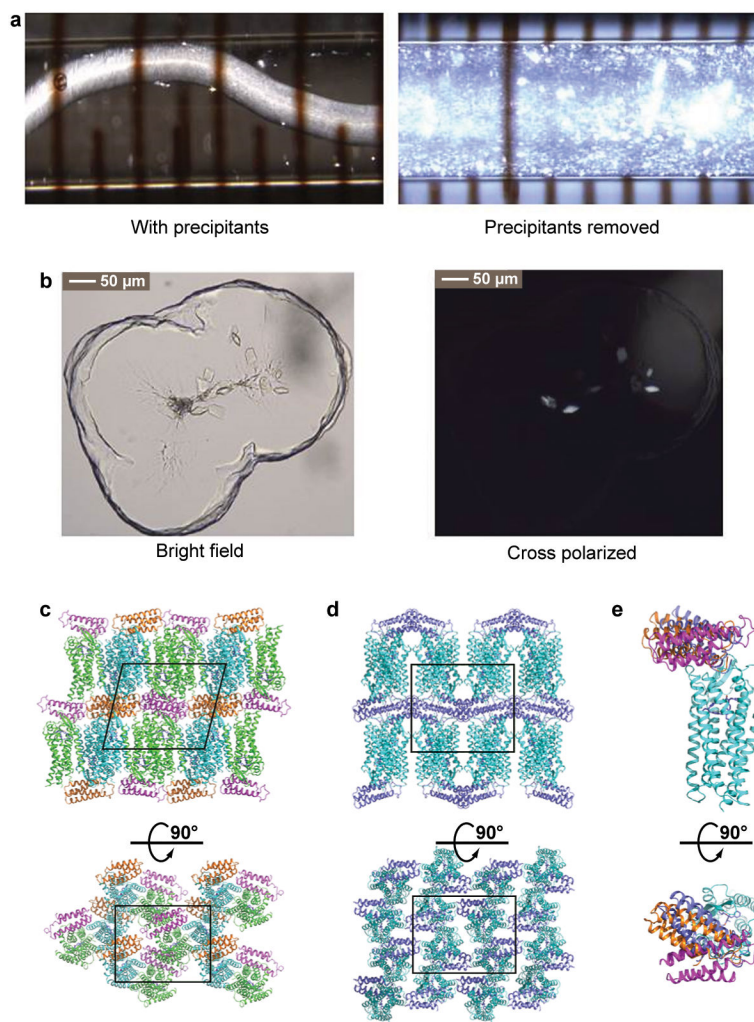 a
With precipitants
Precipitants removed
b
50 µm
50 µm
Bright field
Cross polarized
c
d
e
90°
90°
90°